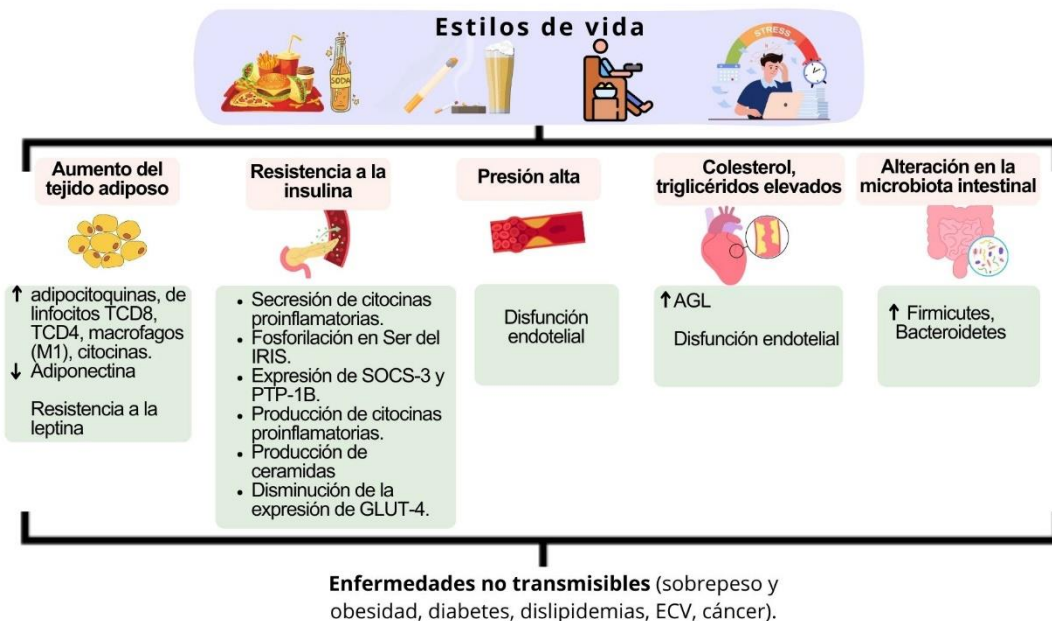 Estilos de vida
SODA
STRESS
Aumento del
tejido adiposo
↑ adipocitoquinas, de
linfocitos TCD8,
TCD4, macrofagos
(M1), citocinas.
↓ Adiponectina
Resistencia a la
leptina
Resistencia a la
insulina
• Secresión de citocinas
proinflamatorias.
• Fosforilación en Ser del
IRIS.
• Expresión de SOCS-3 y
PTP-1B.
• Producción de citocinas
proinflamatorias.
• Producción de
ceramidas
• Disminución de la
expresión de GLUT-4.
Presión alta
Disfunción
endotelial
Colesterol,
triglicéridos elevados
↑ AGL
Disfunción endotelial
Alteración en la
microbiota intestinal
↑ Firmicutes,
Bacteroidetes
Enfermedades no transmisibles (sobrepeso y
obesidad, diabetes, dislipidemias, ECV, cáncer).